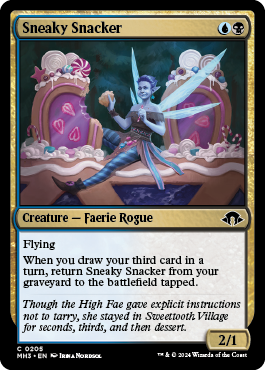 Sneaky Snacker
Creature — Faerie Rogue
Flying
When you draw your third card in a
turn, return Sneaky Snacker from your
graveyard to the battlefield tapped.
Though the High Fae gave explicit instructions
not to tarry, she stayed in Sweettooth Village
for seconds, thirds, and then dessert.
2/1
C 0205
MH3 • EN Irina Nordsol
™ & © 2024 Wizards of the Coast